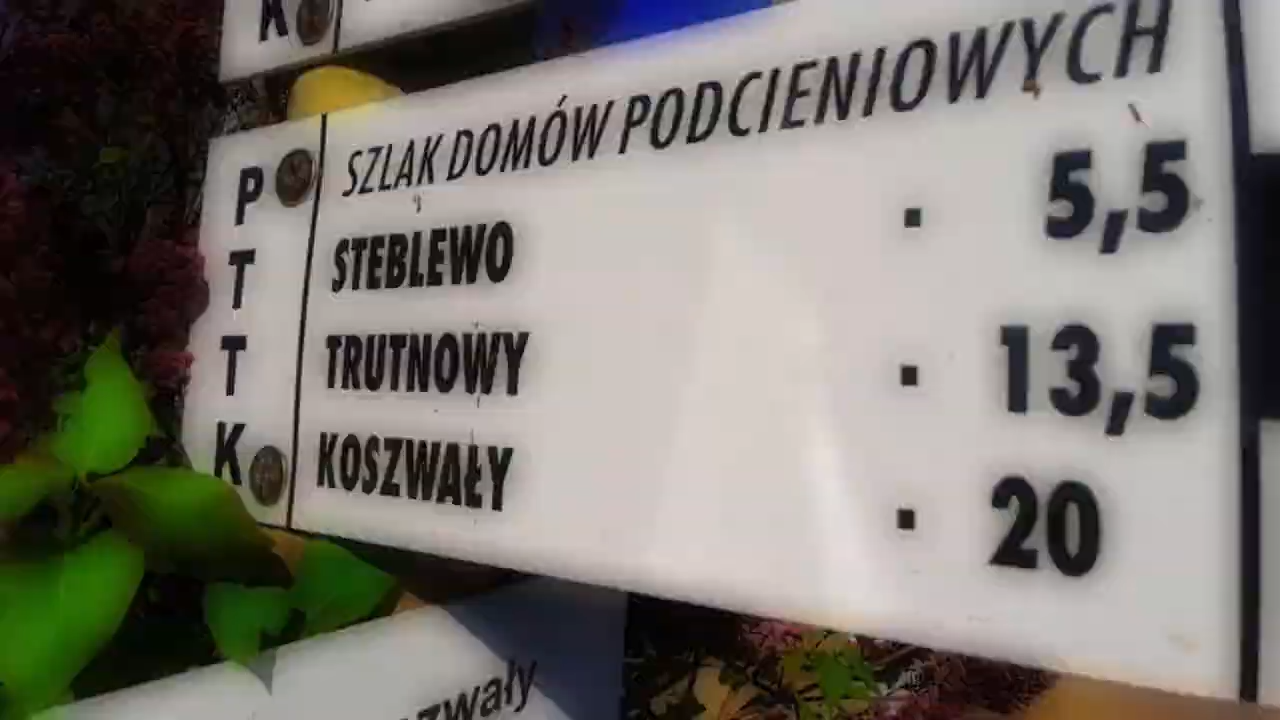 K
SZLAK DOMÓW PODCIENIOWYCH
P
T
T
K
STEBLEWO ▪ 5,5
TRUTNOWY ▪ 13,5
KOSZWAŁY ▪ 20